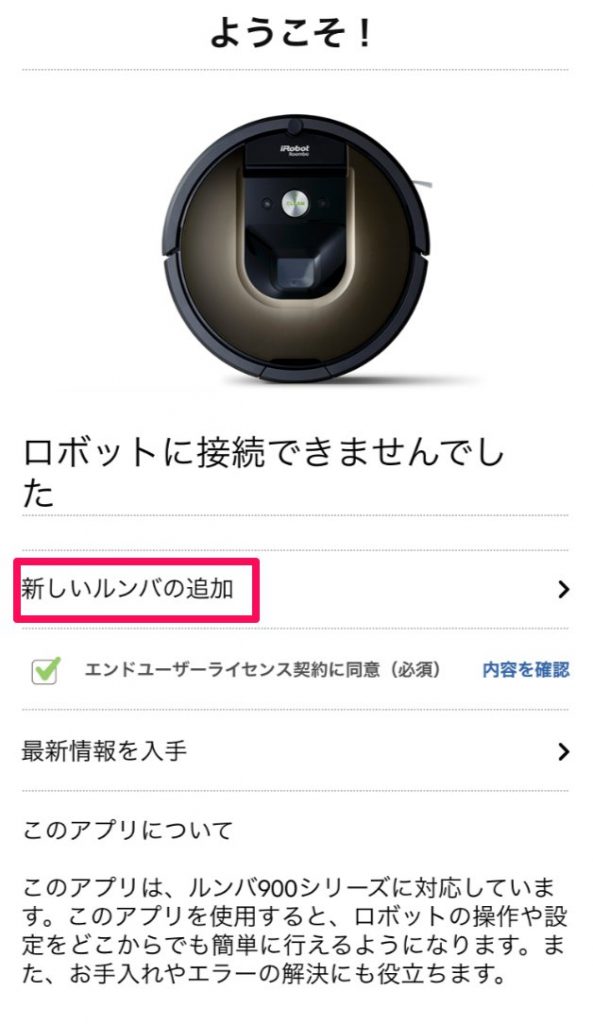 ようこそ！
iRobot
Roomba
CLEAN
ロボットに接続できませんでし
た
新しいルンバの追加
エンドユーザーライセンス契約に同意（必須）
内容を確認
最新情報を入手
このアプリについて
このアプリは、ルンバ900シリーズに対応していま
す。このアプリを使用すると、ロボットの操作や設
定をどこからでも簡単に行えるようになります。ま
た、お手入れやエラーの解決にも役立ちます。